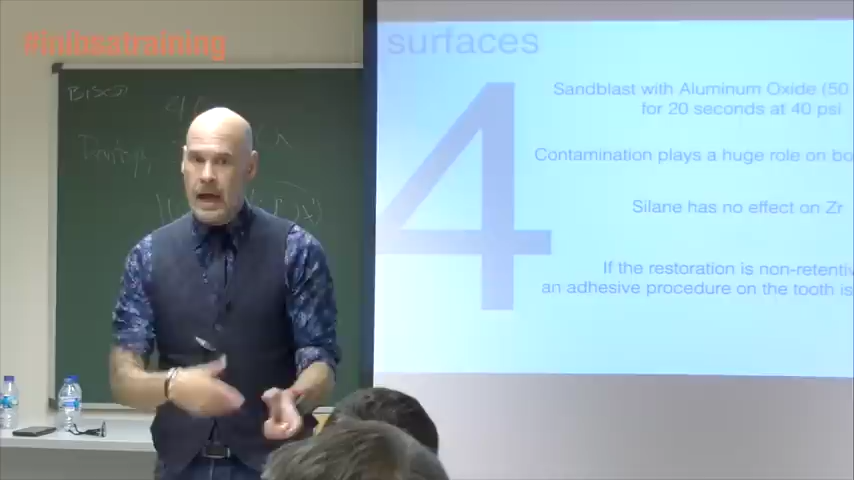 #inibsatraining
surfaces
BISCO
4
Sandblast with Aluminum Oxide (50
for 20 seconds at 40 psi
Contamination plays a huge role on bo
Silane has no effect on Zr
If the restoration is non-retentiv
an adhesive procedure on the tooth is